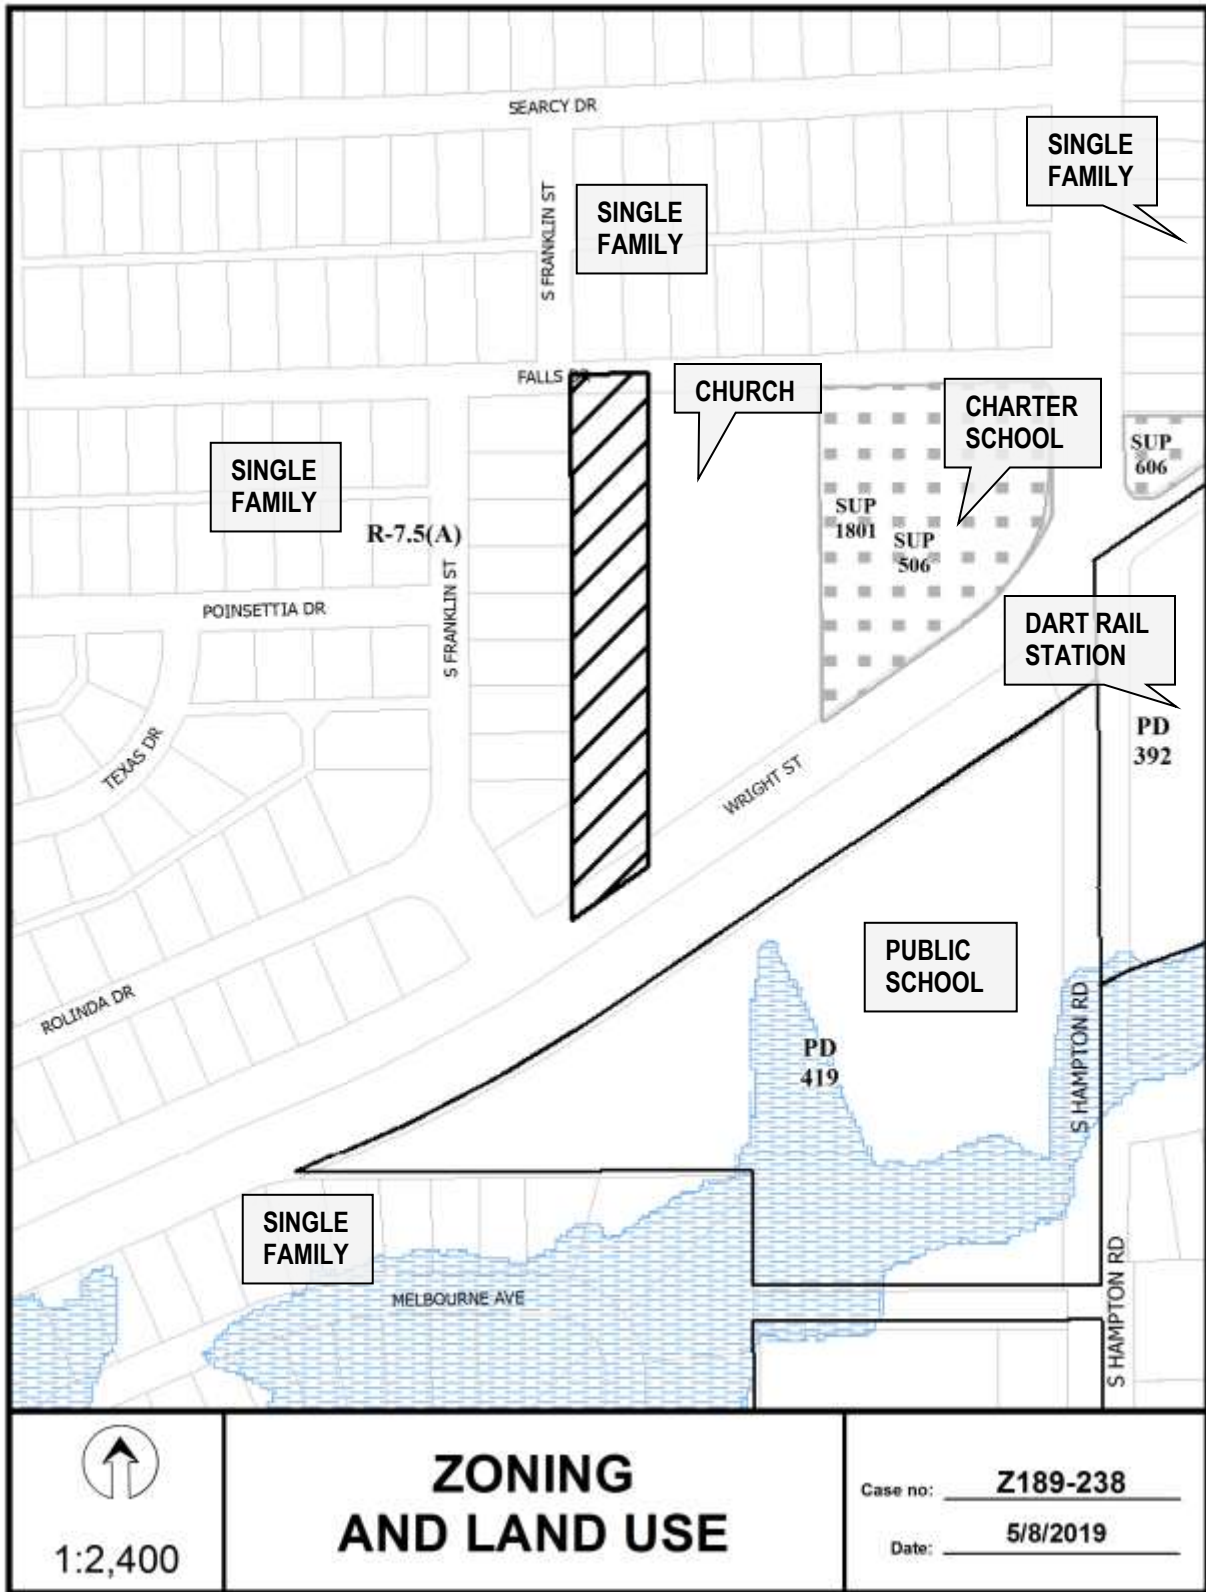 SEARCY DR
SINGLE
FAMILY
S FRANKLIN ST
SINGLE
FAMILY
FALLS DR
CHURCH
CHARTER
SCHOOL
SUP
606
SINGLE
FAMILY
R-7.5(A)
SUP
1801
SUP
506
S FRANKLIN ST
POINSETTIA DR
DART RAIL
STATION
PD
392
TEXAS DR
WRIGHT ST
PUBLIC
SCHOOL
ROLINDA DR
PD
419
S HAMPTON RD
SINGLE
FAMILY
MELBOURNE AVE
S HAMPTON RD
1:2,400
ZONING
AND LAND USE
Case no: Z189-238
Date: 5/8/2019